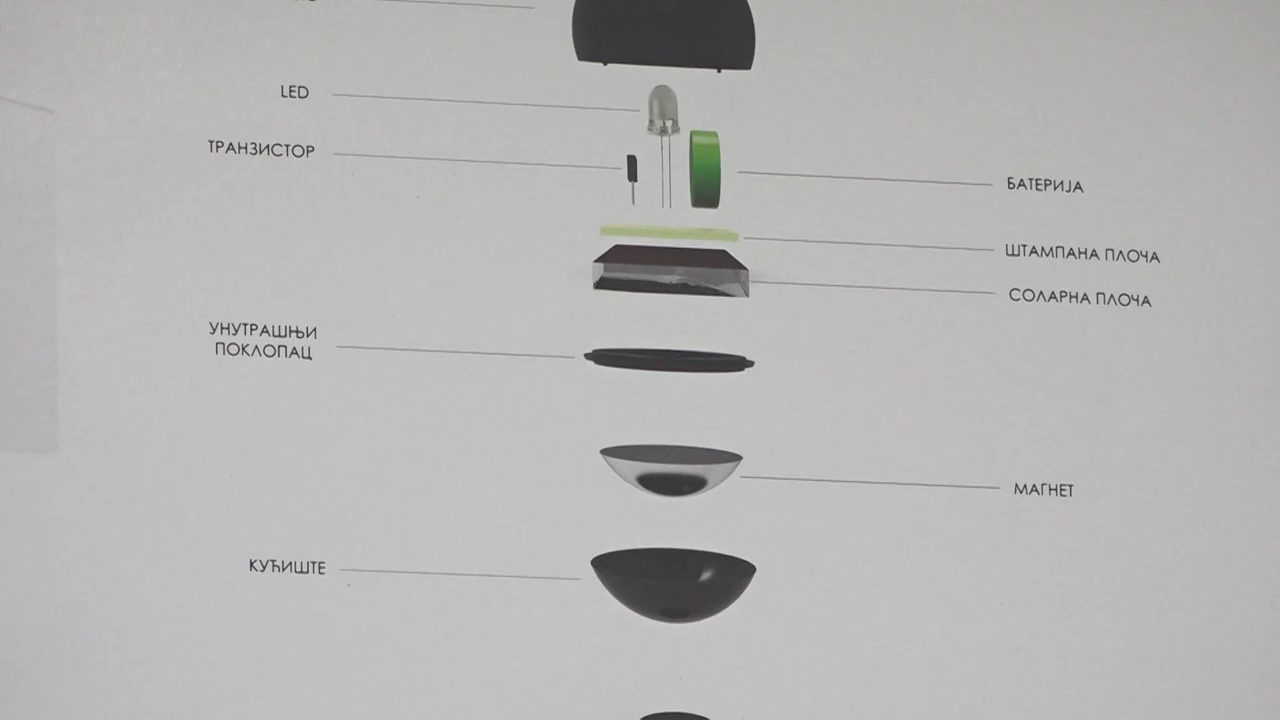 LED
ТРАНЗИСТОР
БАТЕРИЈА
ШТАМПАНА ПЛОЧА
СОЛАРНА ПЛОЧА
УНУТРАШЊИ
ПОКЛОПАЦ
МАГНЕТ
КУЋИШТЕ